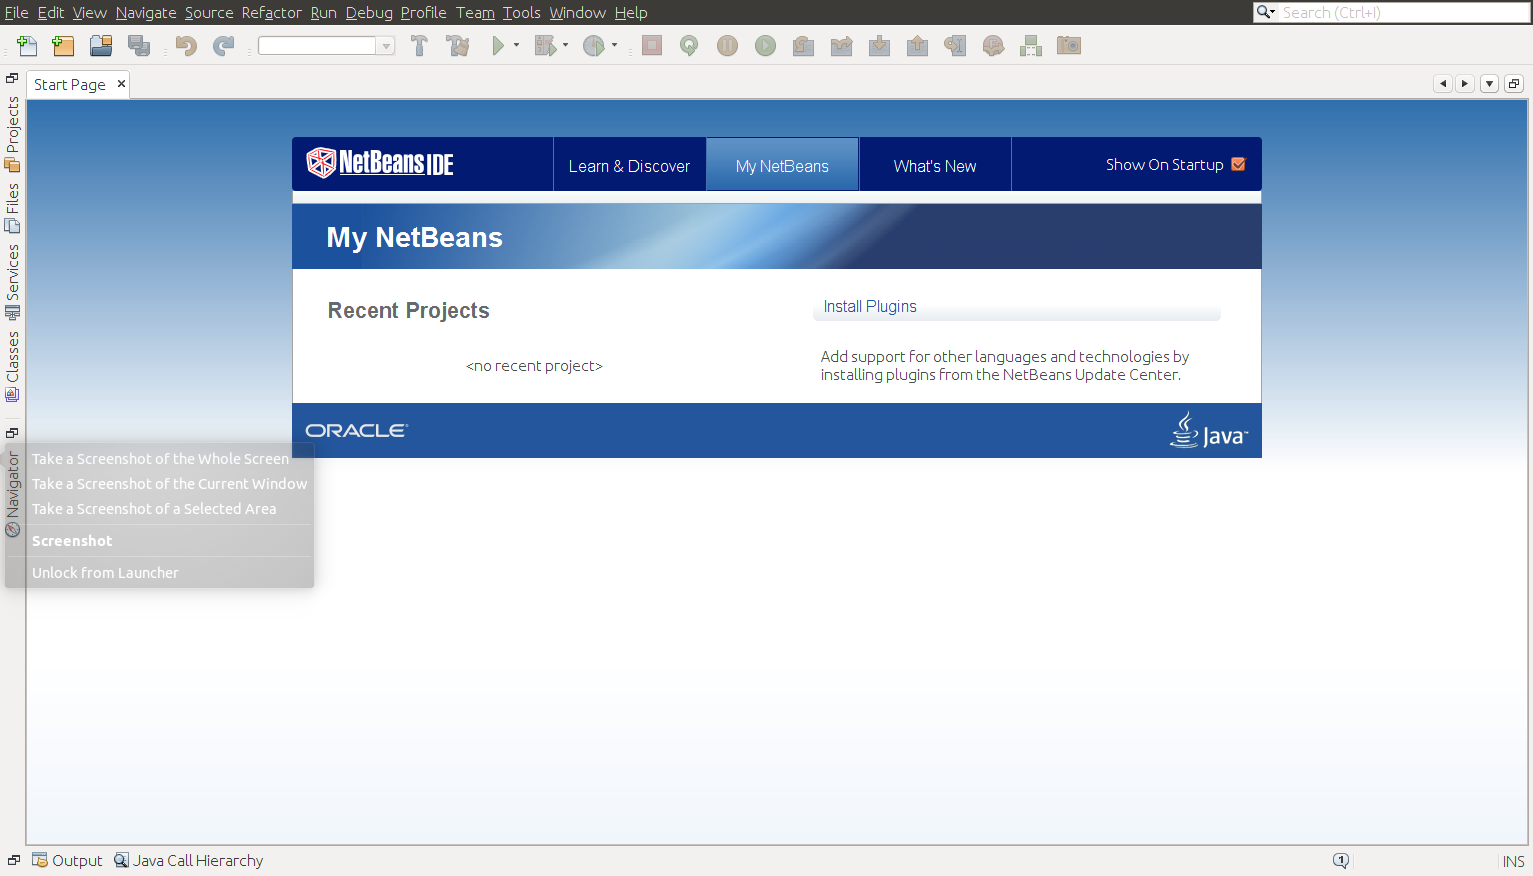 File Edit View Navigate Source Refactor Run Debug Profile Team Tools Window Help
Search (Ctrl+I)
Start Page
Projects
Files
Services
Classes
Navigator
NetBeans IDE
Learn & Discover
My NetBeans
What's New
Show On Startup
My NetBeans
Recent Projects
<no recent project>
Install Plugins
Add support for other languages and technologies by
installing plugins from the NetBeans Update Center.
ORACLE
Java
Take a Screenshot of the Whole Screen
Take a Screenshot of the Current Window
Take a Screenshot of a Selected Area
Screenshot
Unlock from Launcher
Output
Java Call Hierarchy
1
INS